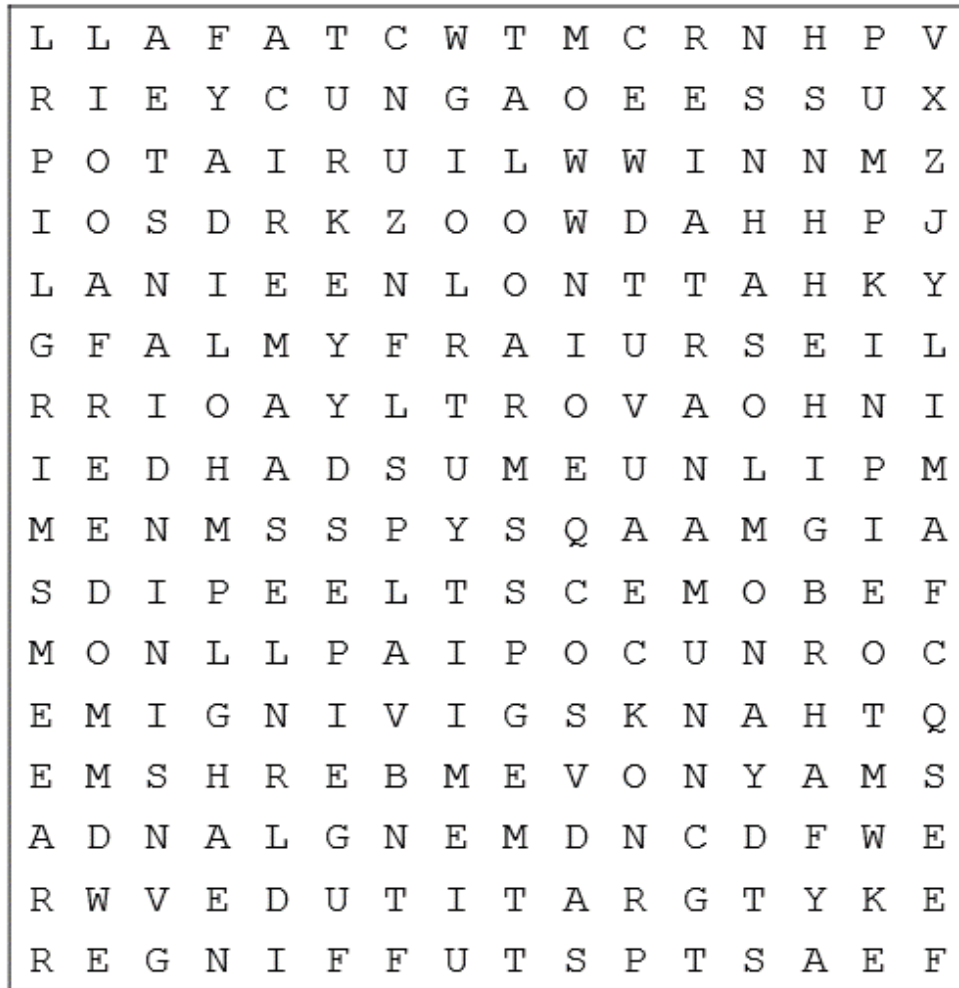 L L A F A T C W T M C R N H P V
R I E Y C U N G A O E E S S U X
P O T A I R U I L W W I N N M Z
I O S D R K Z O O W D A H H P J
L A N I E E N L O N T T A H K Y
G F A L M Y F R A I U R S E I L
R R I O A Y L T R O V A O H N I
I E D H A D S U M E U N L I P M
M E N M S S P Y S Q A A M G I A
S D I P E E L T S C E M O B E F
M O N L L P A I P O C U N R O C
E M I G N I V I G S K N A H T Q
E M S H R E B M E V O N Y A M S
A D N A L G N E M D N C D F W E
R W V E D U T I T A R G T Y K E
R E G N I F F U T S P T S A E F